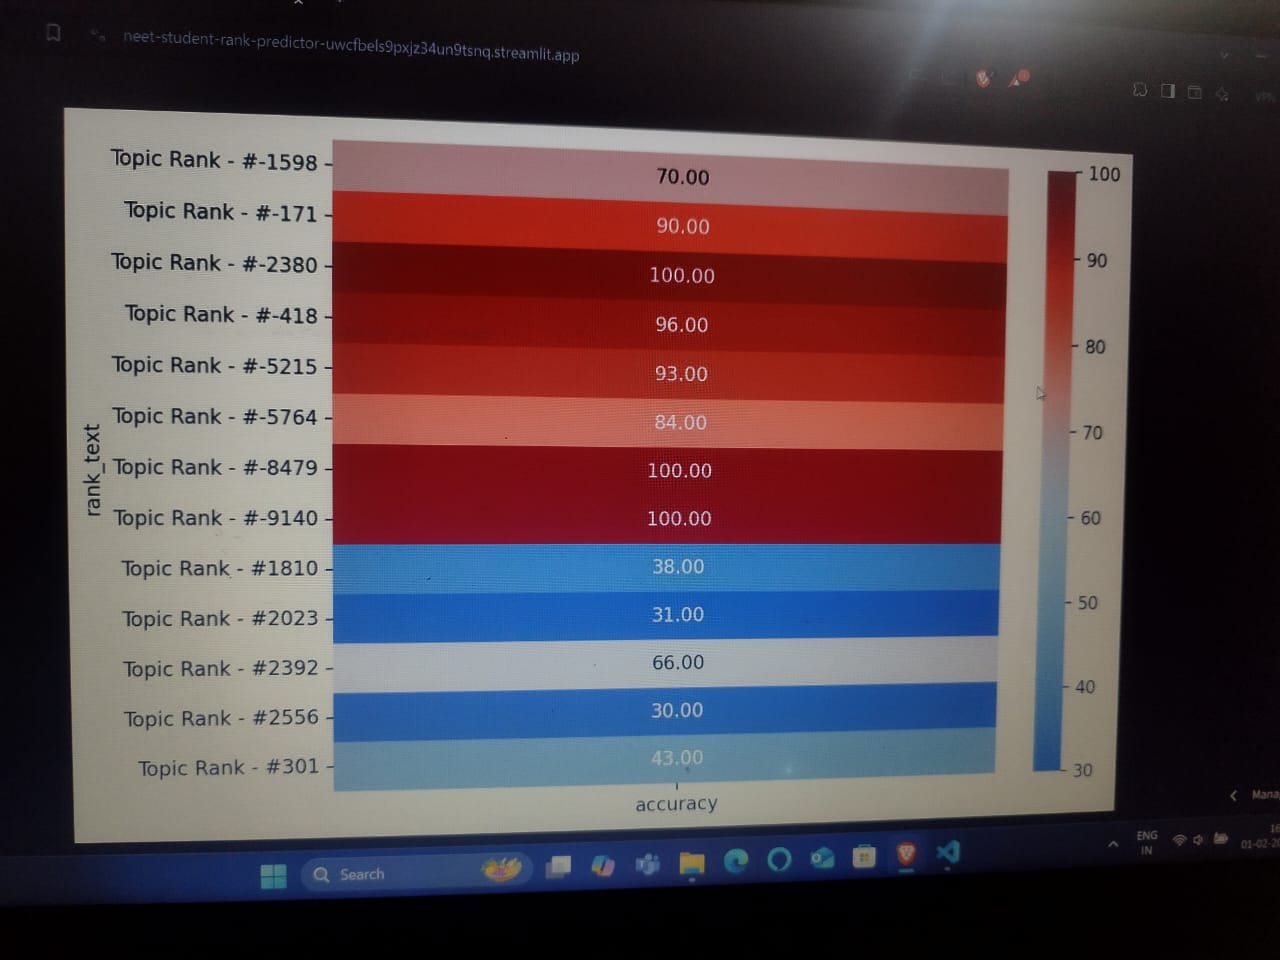 neet-student-rank-predictor-uwcfbels9pxjz34un9tsnq.streamlit.app
VPN
Topic Rank - #-1598
70.00
Topic Rank - #-171
90.00
Topic Rank - #-2380
100.00
Topic Rank - #-418
96.00
Topic Rank - #-5215
93.00
Topic Rank - #-5764
84.00
Topic Rank - #-8479
100.00
Topic Rank - #-9140
100.00
Topic Rank - #1810
38.00
Topic Rank - #2023
31.00
Topic Rank - #2392
66.00
Topic Rank - #2556
30.00
Topic Rank - #301
43.00
rank_text
accuracy
100
90
80
70
60
50
40
30
Search
ENG
IN